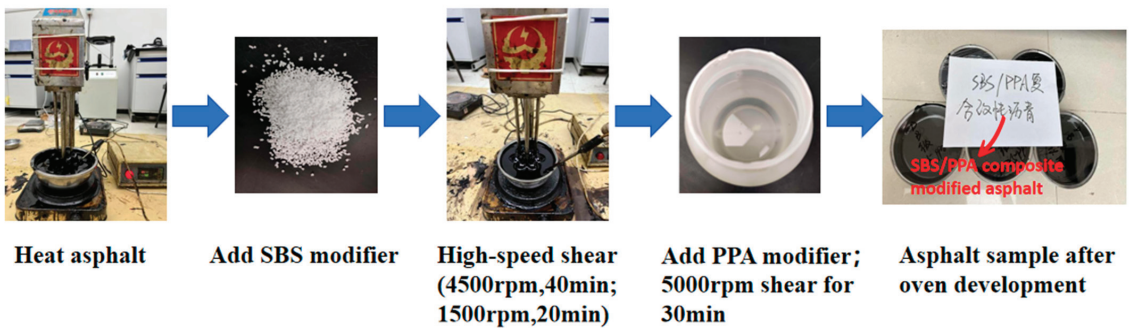 SBS/PPA复
合改性沥青
SBS/PPA composite
modified asphalt
Heat asphalt
Add SBS modifier
High-speed shear
(4500rpm,40min;
1500rpm,20min)
Add PPA modifier;
5000rpm shear for
30min
Asphalt sample after
oven development